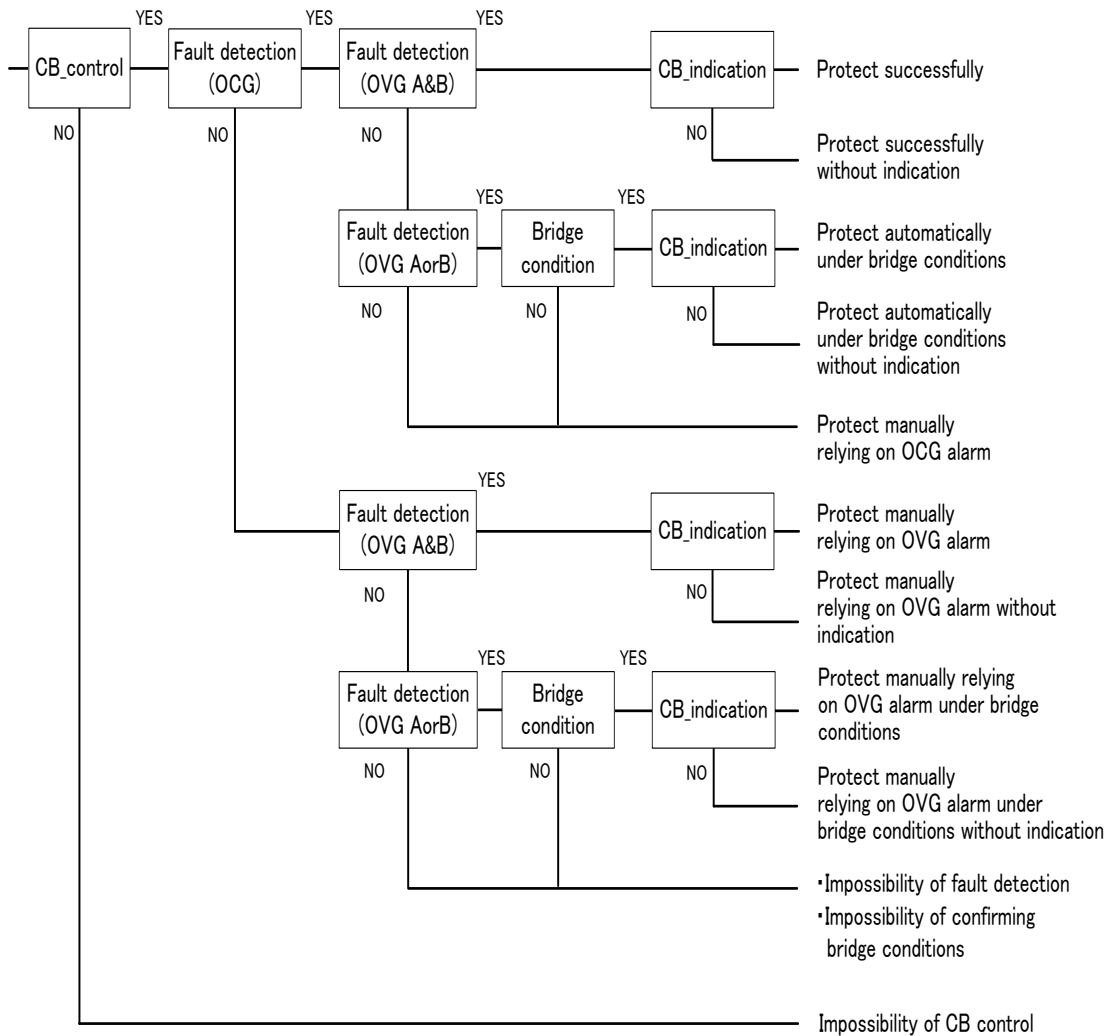 YES
YES
YES
CB_control
Fault detection
(OCG)
Fault detection
(OVG A&B)
CB_indication
Protect successfully
NO
NO
NO
NO
Protect successfully
without indication
YES
YES
Fault detection
(OVG AorB)
Bridge
condition
CB_indication
Protect automatically
under bridge conditions
NO
NO
Protect automatically
under bridge conditions
without indication
Protect manually
relying on OCG alarm
YES
Fault detection
(OVG A&B)
CB_indication
Protect manually
relying on OVG alarm
NO
NO
Protect manually
relying on OVG alarm without
indication
YES
YES
Fault detection
(OVG AorB)
Bridge
condition
CB_indication
Protect manually relying
on OVG alarm under bridge
conditions
NO
NO
NO
Protect manually
relying on OVG alarm under
bridge conditions without indication
・Impossibility of fault detection
・Impossibility of confirming
bridge conditions
Impossibility of CB control